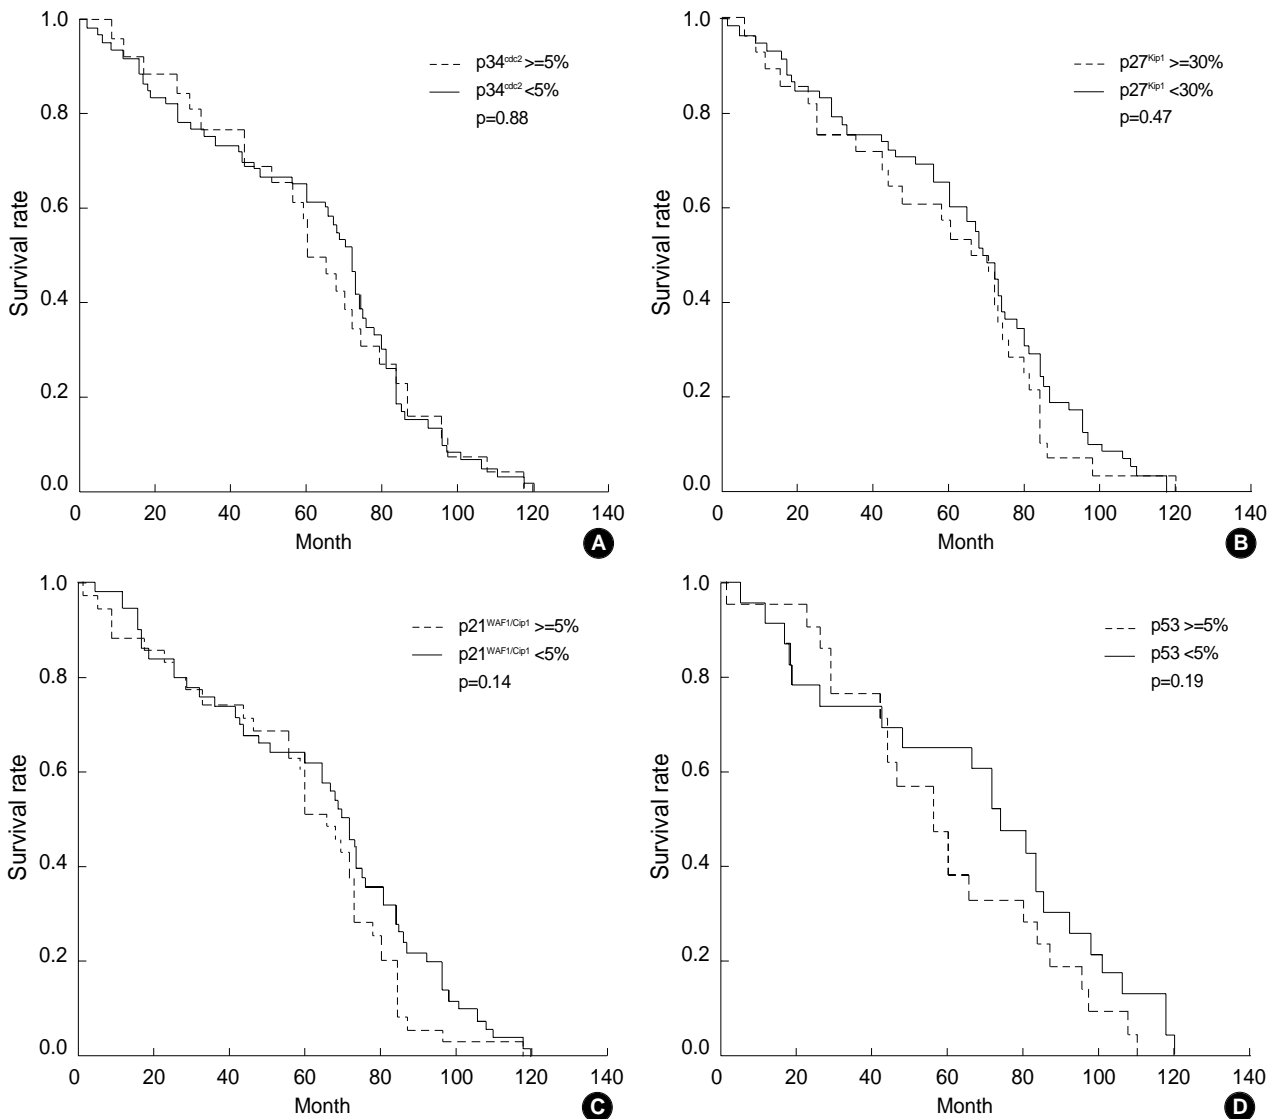 1.0
0.8
0.6
0.4
0.2
0.0
Survival rate
0 20 40 60 80 100 120 140
Month
p34cdc2 >=5%
p34cdc2 <5%
p=0.88
A
1.0
0.8
0.6
0.4
0.2
0.0
Survival rate
0 20 40 60 80 100 120 140
Month
p27Kip1 >=30%
p27Kip1 <30%
p=0.47
B
1.0
0.8
0.6
0.4
0.2
0.0
Survival rate
0 20 40 60 80 100 120 140
Month
p21WAF1/Cip1 >=5%
p21WAF1/Cip1 <5%
p=0.14
C
1.0
0.8
0.6
0.4
0.2
0.0
Survival rate
0 20 40 60 80 100 120 140
Month
p53 >=5%
p53 <5%
p=0.19
D